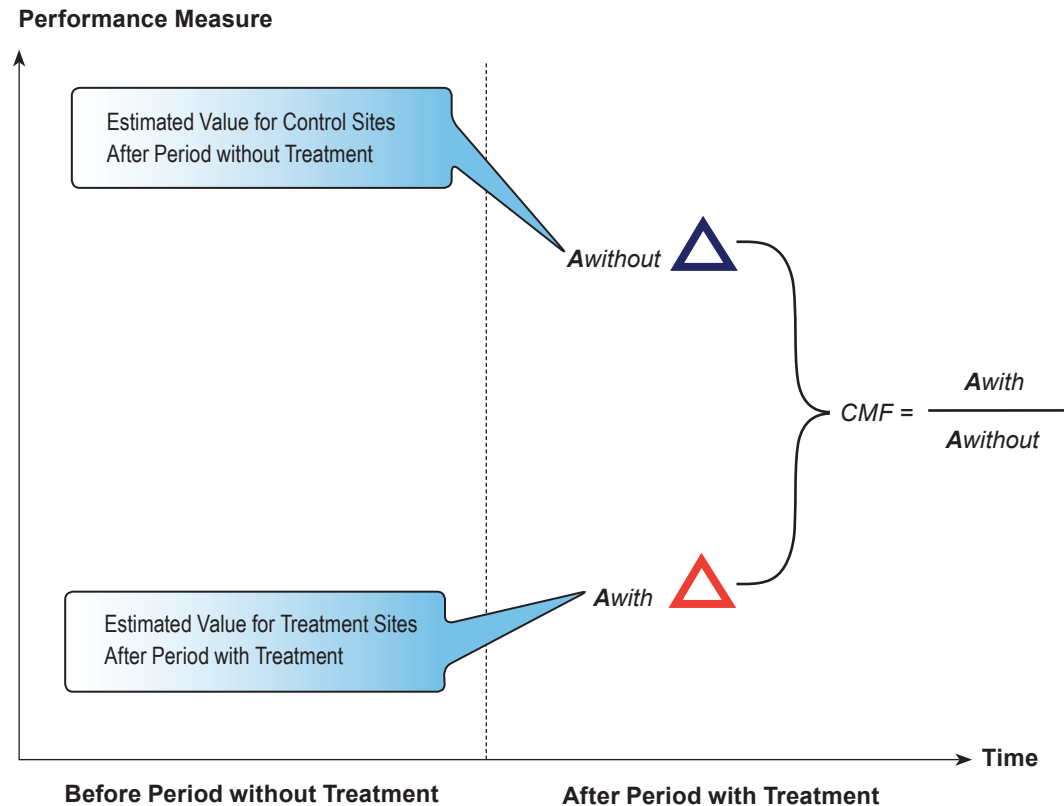 Performance Measure
Estimated Value for Control Sites
After Period without Treatment
Awithout
CMF =
Awith
Awithout
Awith
Estimated Value for Treatment Sites
After Period with Treatment
Time
Before Period without Treatment
After Period with Treatment